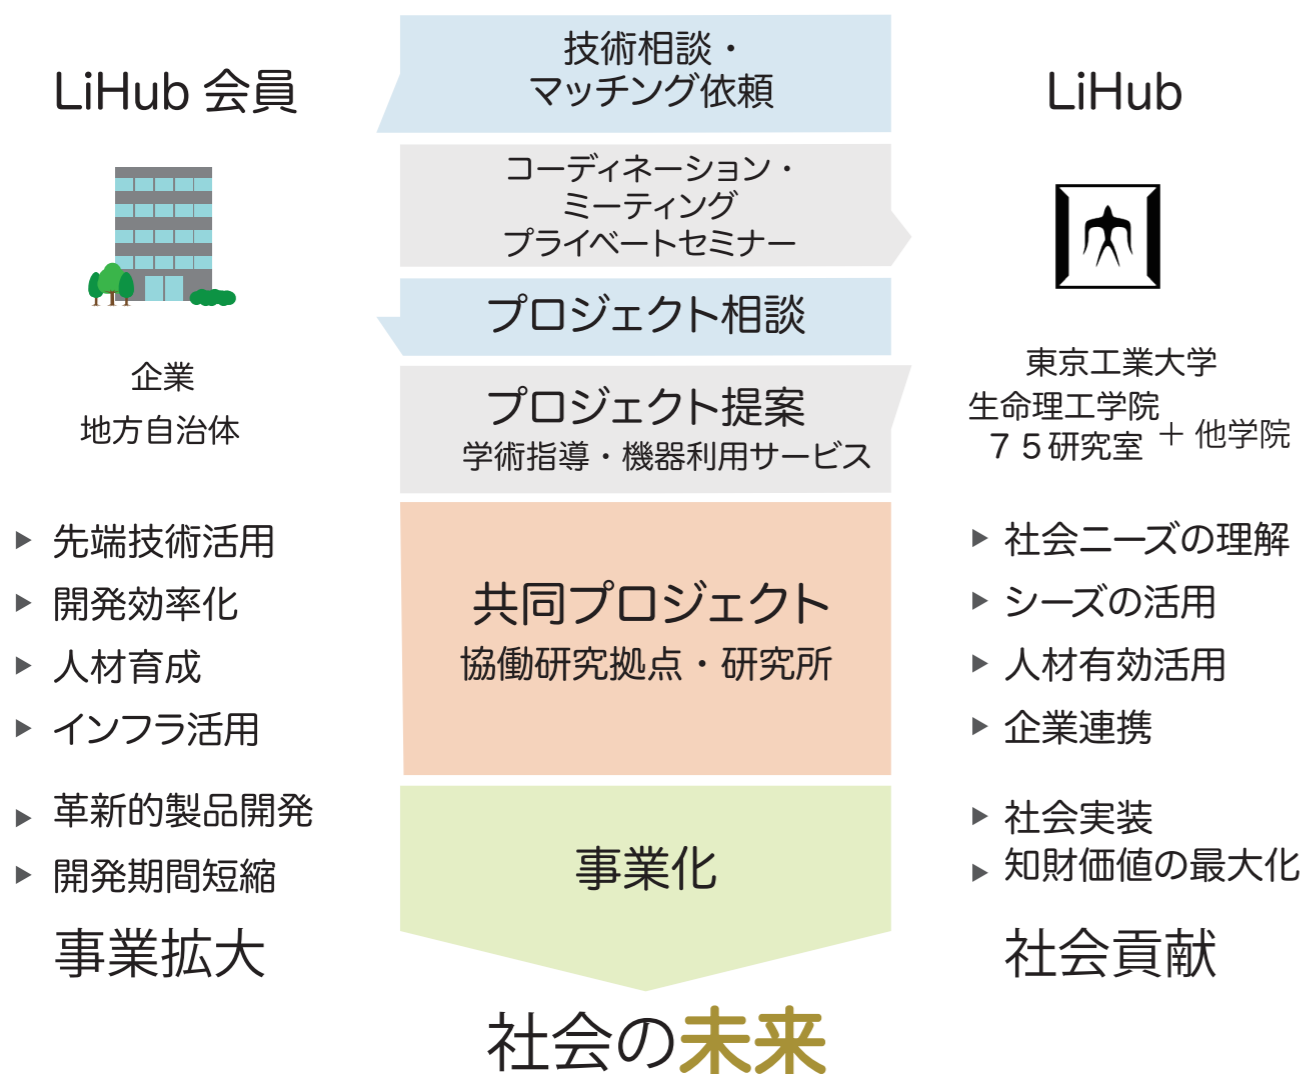 LiHub 会員
企業
地方自治体
▶ 先端技術活用
▶ 開発効率化
▶ 人材育成
▶ インフラ活用
▶ 革新的製品開発
▶ 開発期間短縮
事業拡大
技術相談・
マッチング依頼
コーディネーション・
ミーティング
プライベートセミナー
プロジェクト相談
プロジェクト提案
学術指導・機器利用サービス
共同プロジェクト
協働研究拠点・研究所
事業化
LiHub
東京工業大学
生命理工学院
７５研究室 ＋ 他学院
▶ 社会ニーズの理解
▶ シーズの活用
▶ 人材有効活用
▶ 企業連携
▶ 社会実装
▶ 知財価値の最大化
社会貢献
社会の未来